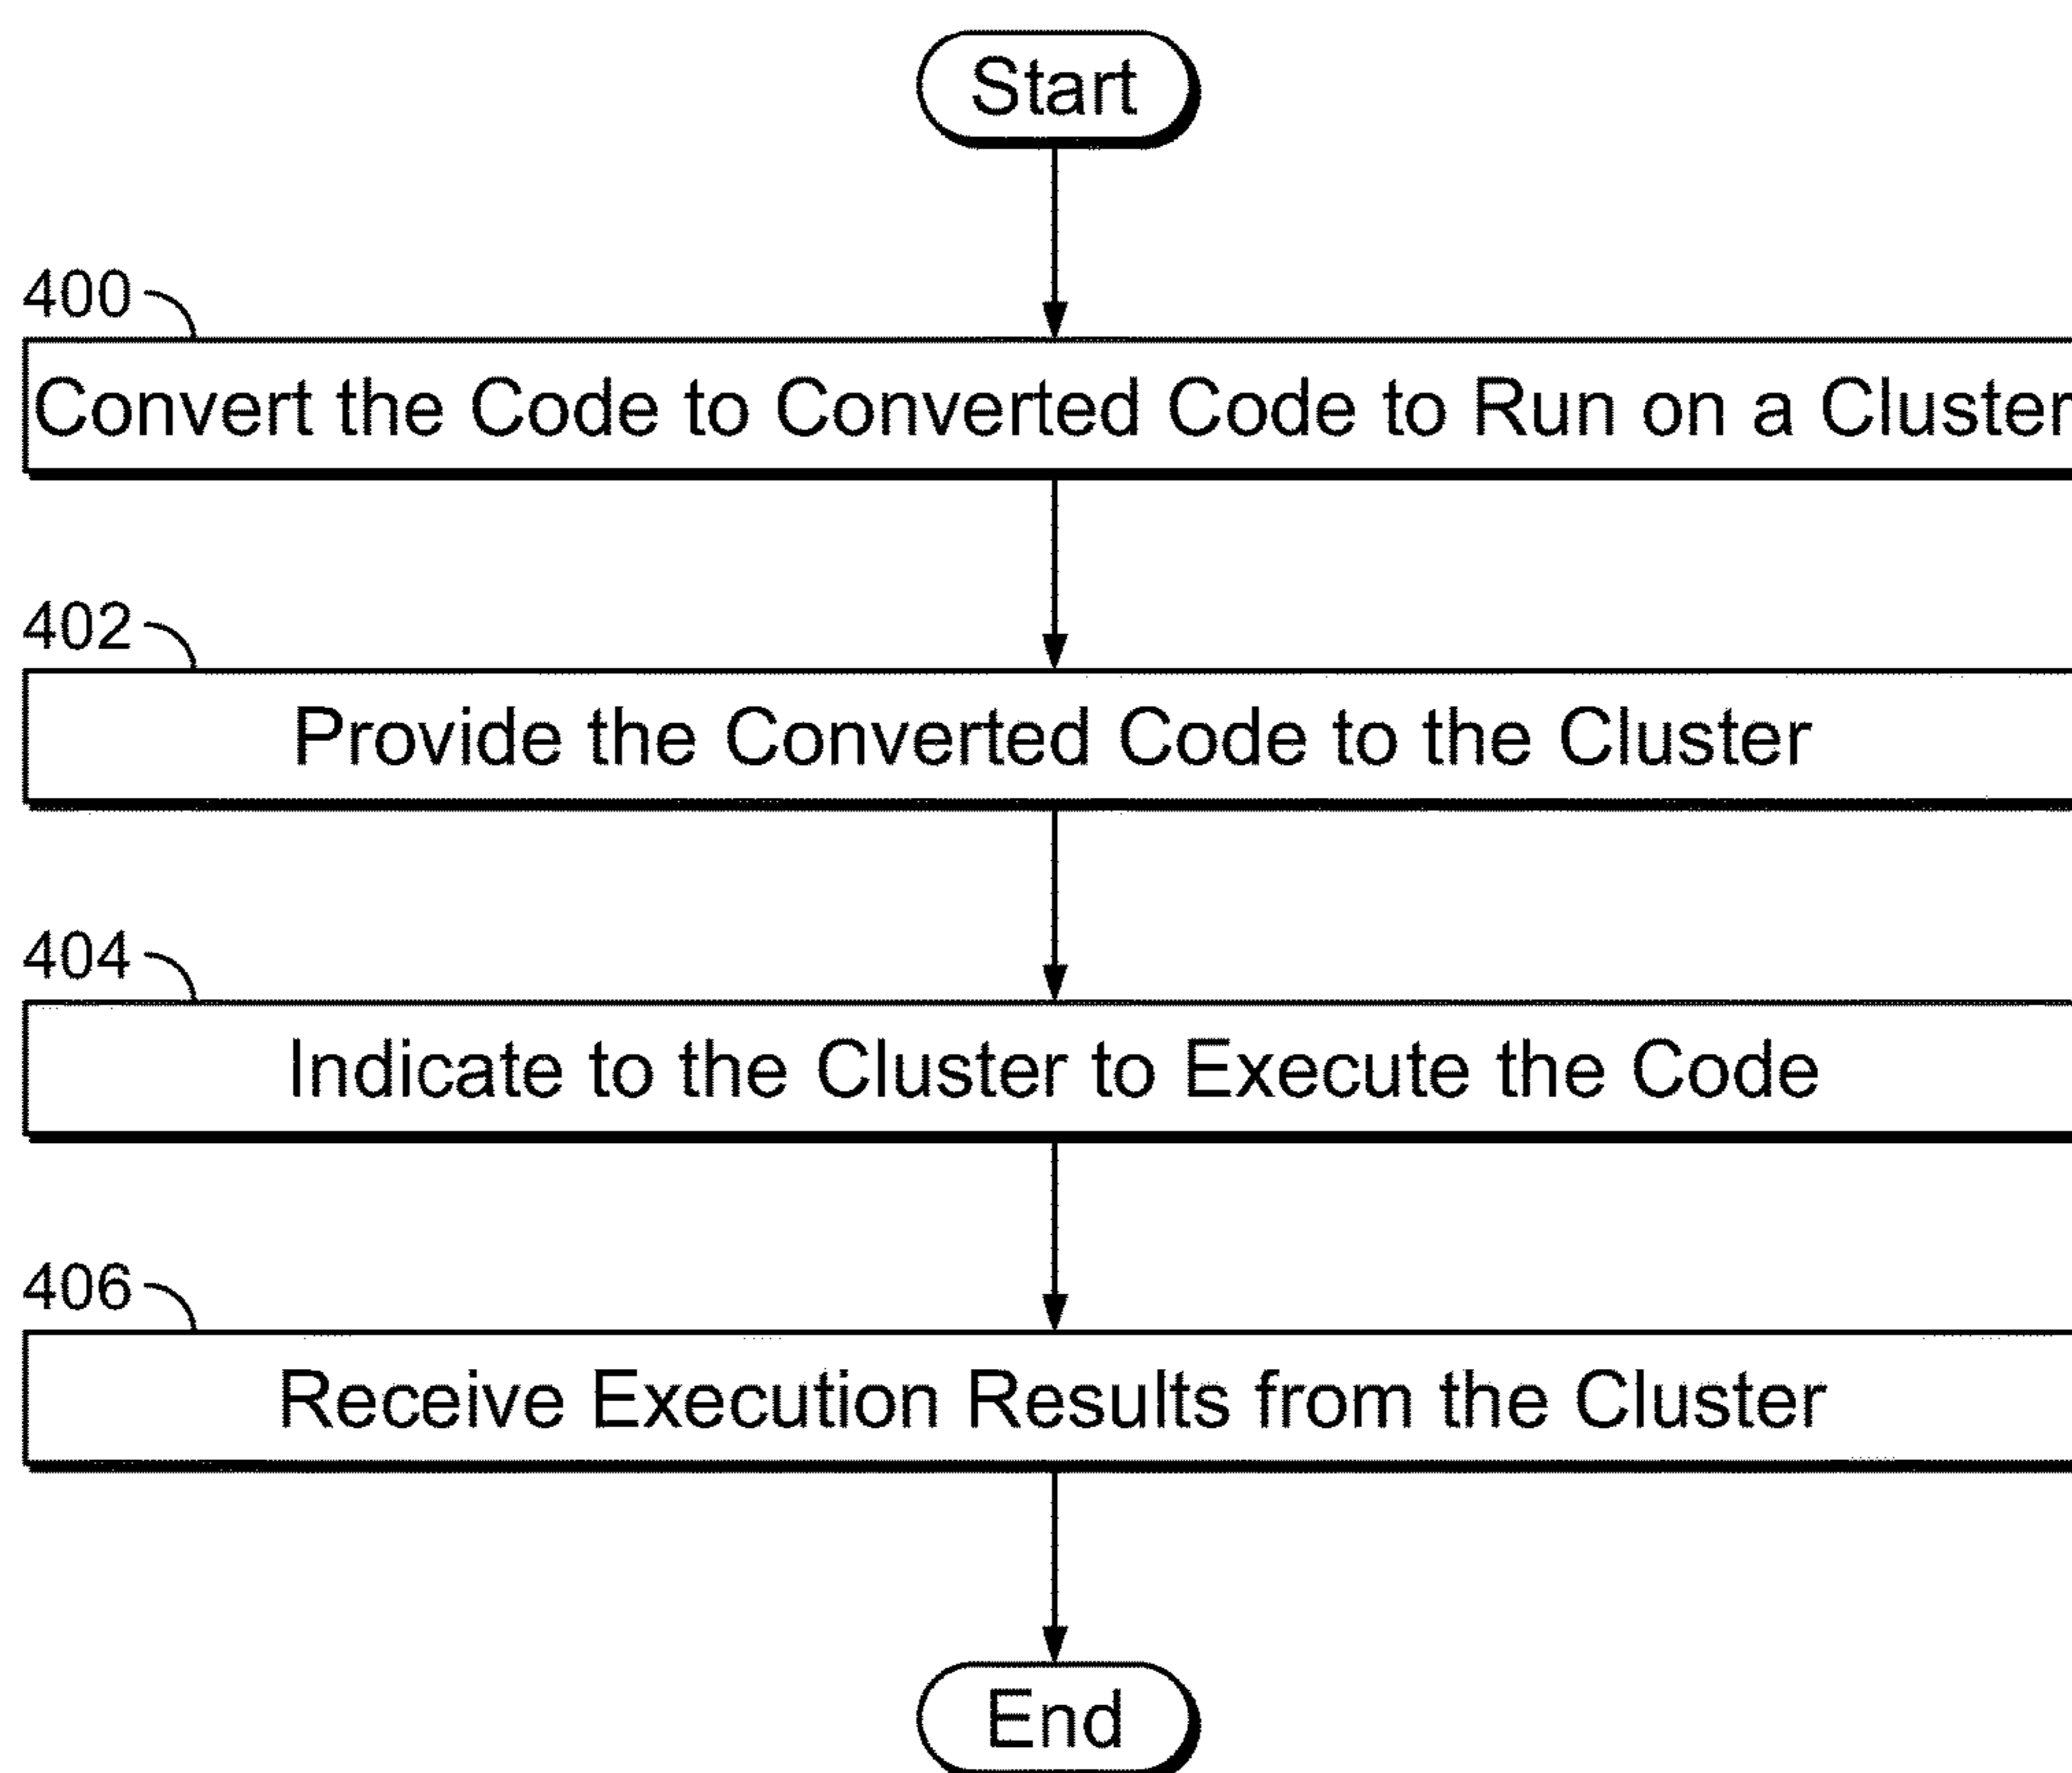 Start
400
Convert the Code to Converted Code to Run on a Cluster
402
Provide the Converted Code to the Cluster
404
Indicate to the Cluster to Execute the Code
406
Receive Execution Results from the Cluster
End